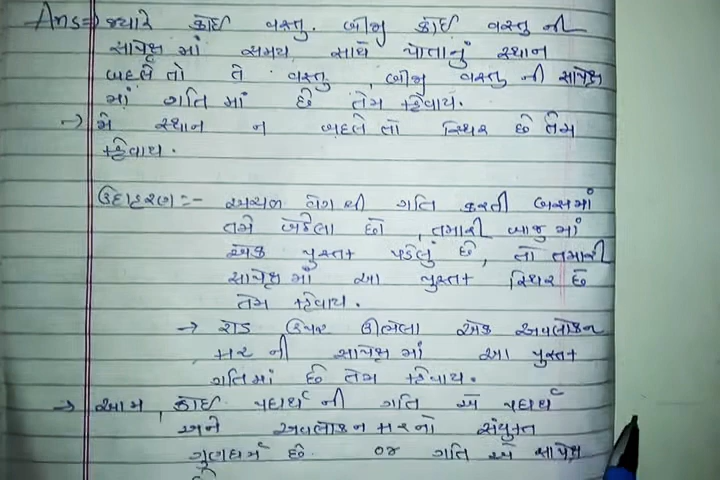 Ans⇒ જ્યારે કોઈ વસ્તુ. બીજી કોઈ વસ્તુ ની
સાપેક્ષ માં સમય સાથે પોતાનું સ્થાન
બદલે તો તે વસ્તુ, બીજી વસ્તુ ની સાપેક્ષ
માં ગતિ માં છે તેમ કહેવાય.
→ જો સ્થાન ન બદલે તો સ્થિર છે તેમ
કહેવાય.
ઉદાહરણ :- અચળ વેગ થી ગતિ કરતી બસમાં
તમે બેઠેલા છો, તમારી બાજુ માં
એક પુસ્તક પડેલું છે, તો તમારી
સાપેક્ષ માં આ પુસ્તક સ્થિર છે
તેમ કહેવાય.
→ રોડ ઉપર ઊભેલા એક અવલોકન
કાર ની સાપેક્ષ માં આ પુસ્તક
ગતિમાં છે તેમ કહેવાય.
→ આમ, કોઈ પદાર્થ ની ગતિ એ પદાર્થ
અને અવલોકન કારનો સંયુક્ત
ગુણધર્મ છે. ગતિ એ સાપેક્ષ